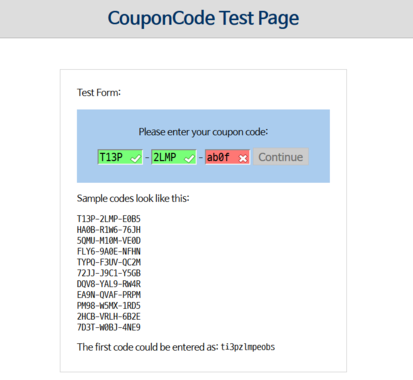 CouponCode Test Page
Test Form:
Please enter your coupon code:
T13P - 2LMP - ab0f Continue
Sample codes look like this:
T13P-2LMP-E0B5
HA0B-R1W6-76JH
5QMU-M10M-VE0D
FLY6-9A0E-NFHN
TYPQ-F3UV-QC2M
72JJ-J9C1-Y5GB
DQV8-YAL9-RW4R
EA9N-QVAF-PRPM
PM98-W5MX-1RD5
2HCB-VRLH-6B2E
7D3T-W0BJ-4NE9
The first code could be entered as: ti3pzlmpeobs